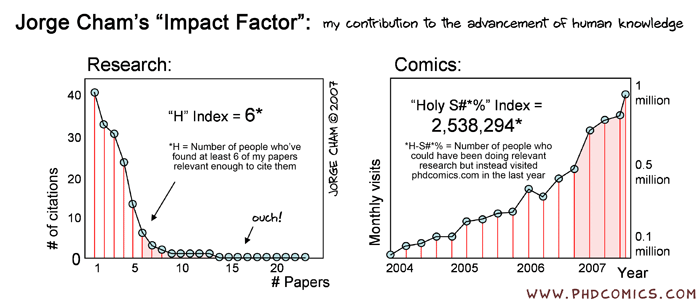 Jorge Cham's “Impact Factor”: my contribution to the advancement of human knowledge
Research:
# of citations
40
30
20
10
0
“H” Index = 6*
*H = Number of people who've
found at least 6 of my papers
relevant enough to cite them
ouch!
1
5
10
15
20
# Papers
JORGE CHAM © 2007
Comics:
Monthly visits
“Holy S#*%” Index =
2,538,294*
*H-S#*% = Number of people who
could have been doing relevant
research but instead visited
phdcomics.com in the last year
1
million
0.5
million
0.1
million
2004
2005
2006
2007
Year
WWW.PHDCOMICS.COM